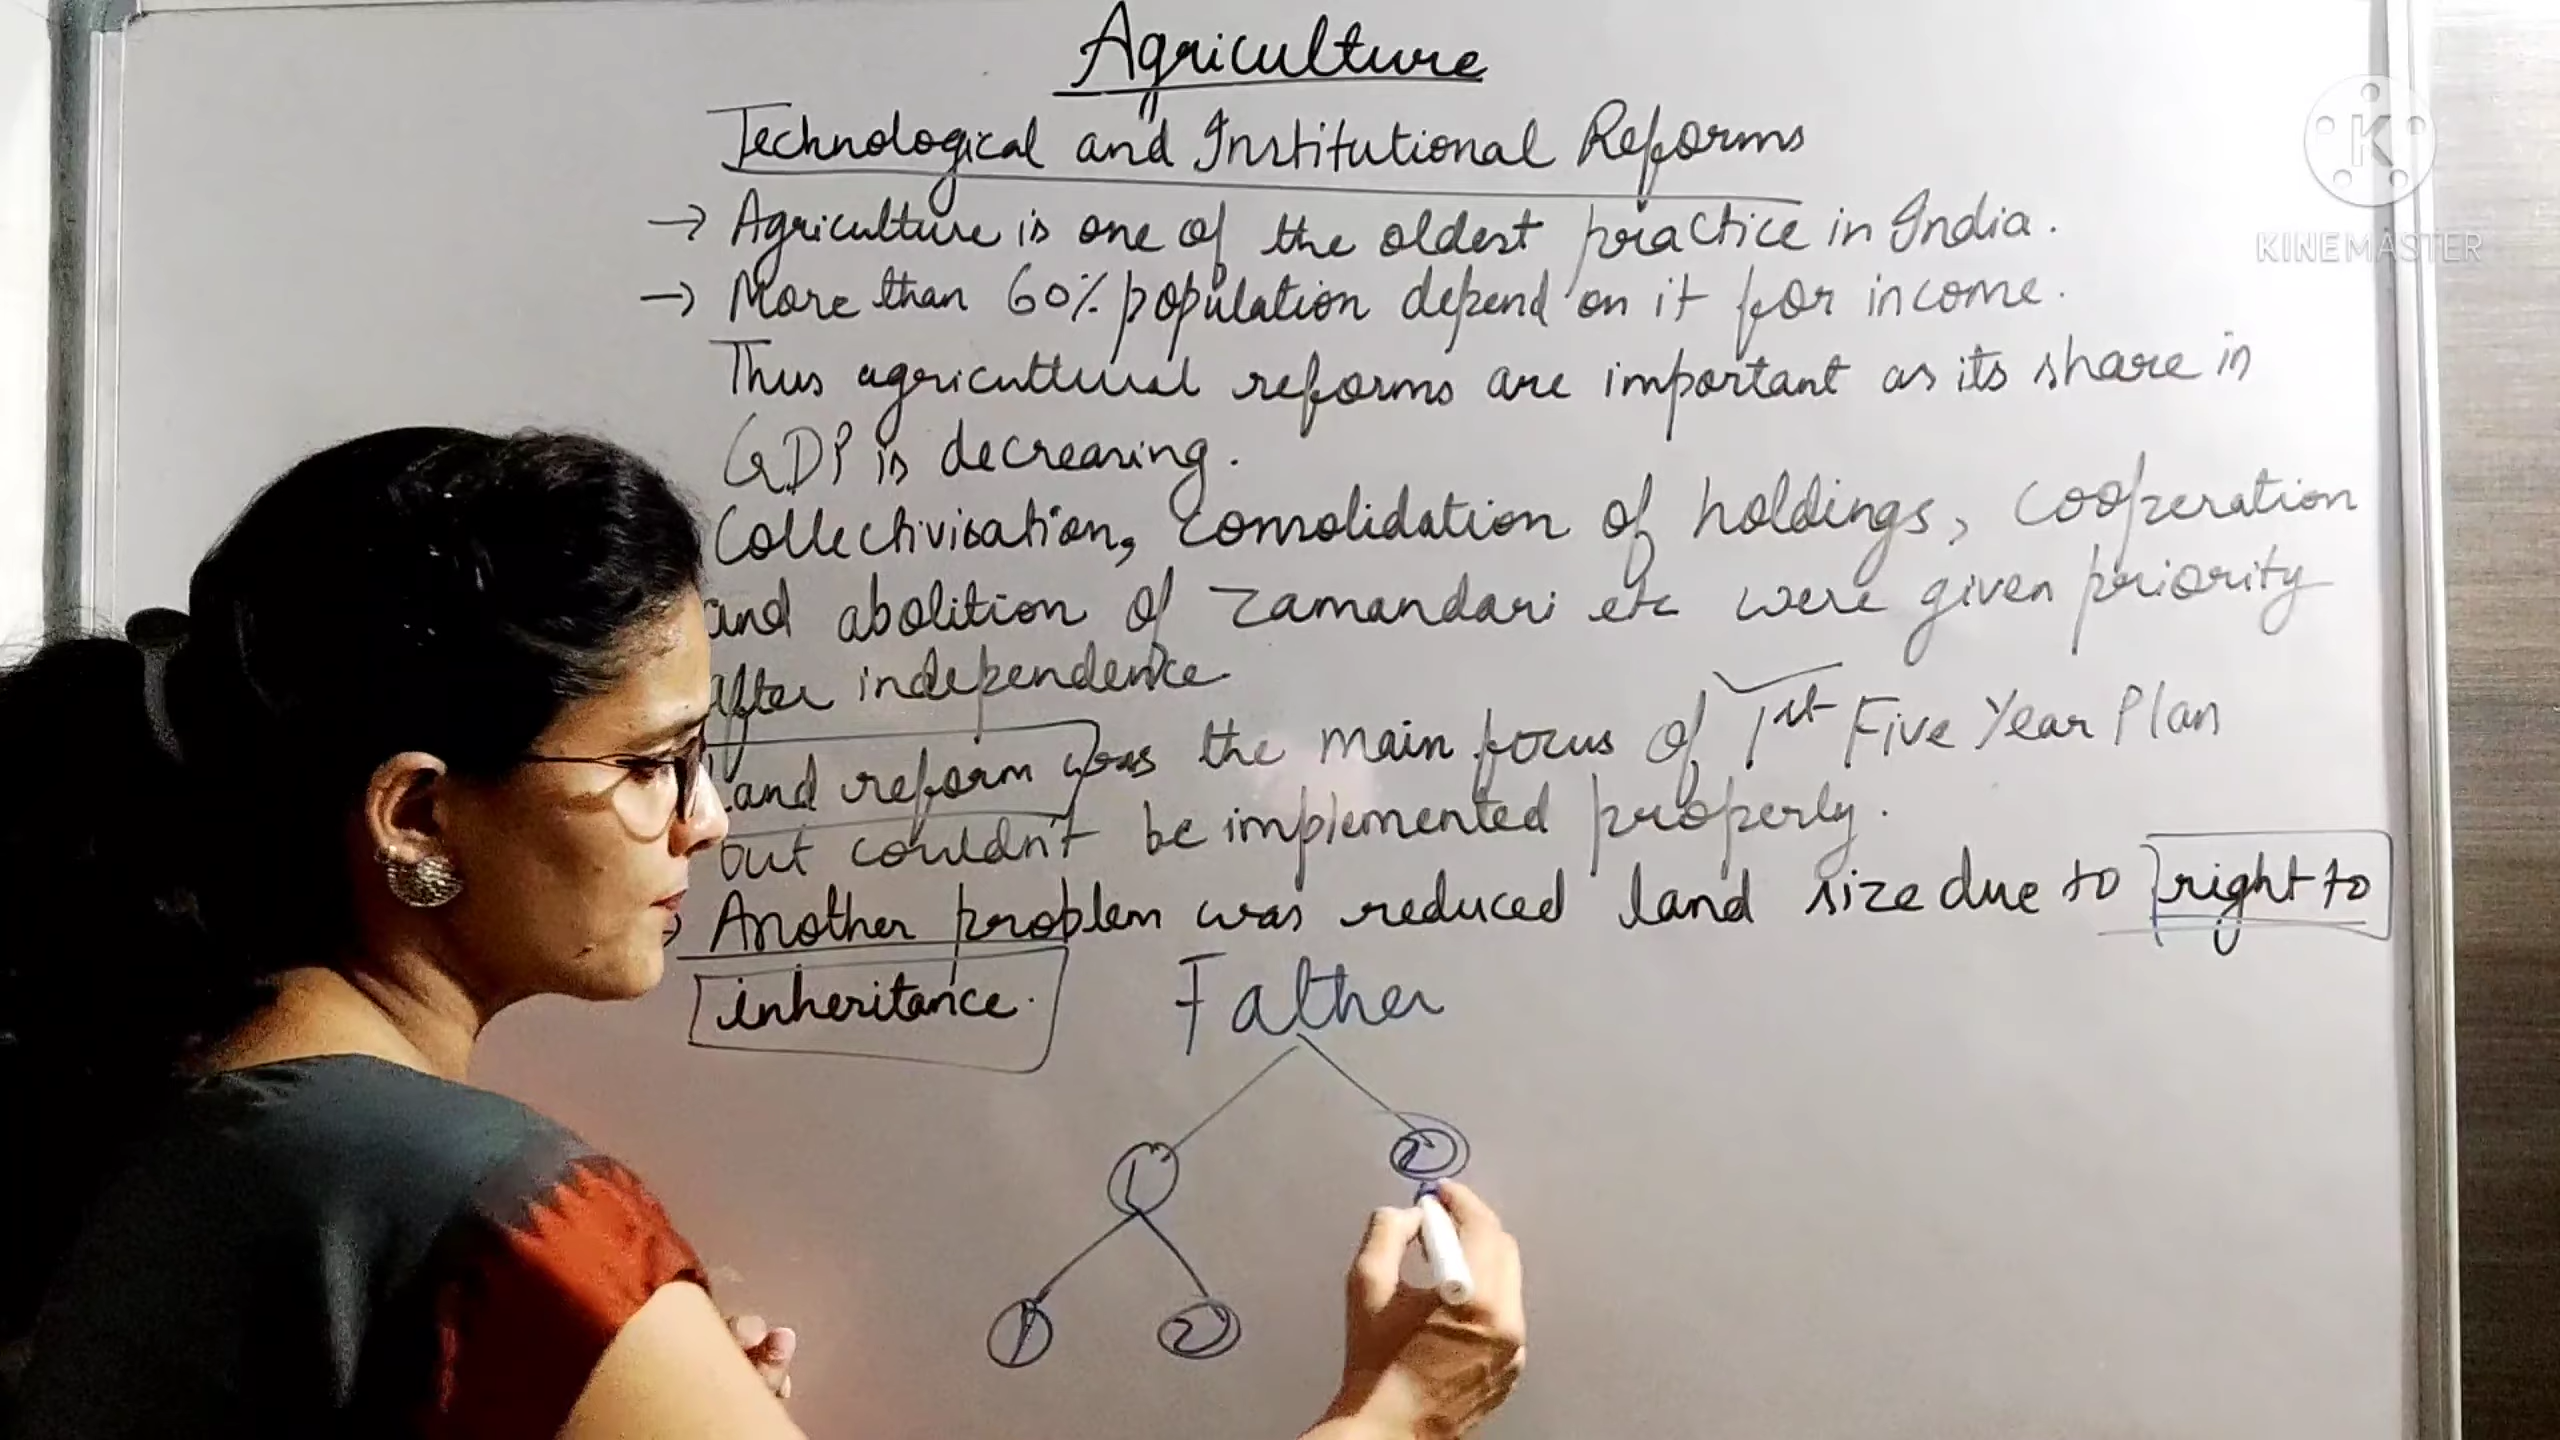 Agriculture
Technological and Institutional Reforms
→ Agriculture is one of the oldest practice in India.
→ More than 60% population depend on it for income.
Thus agricultural reforms are important as its share in
GDP is decreasing.
Collectivisation, consolidation of holdings, cooperation
and abolition of zamandari etc were given priority
after independence
Land reform was the main focus of Ist Five Year Plan
but couldn't be implemented properly.
Another problem was reduced land size due to right to
inheritance.
Father
1 2
1 2
K
KINEMASTER